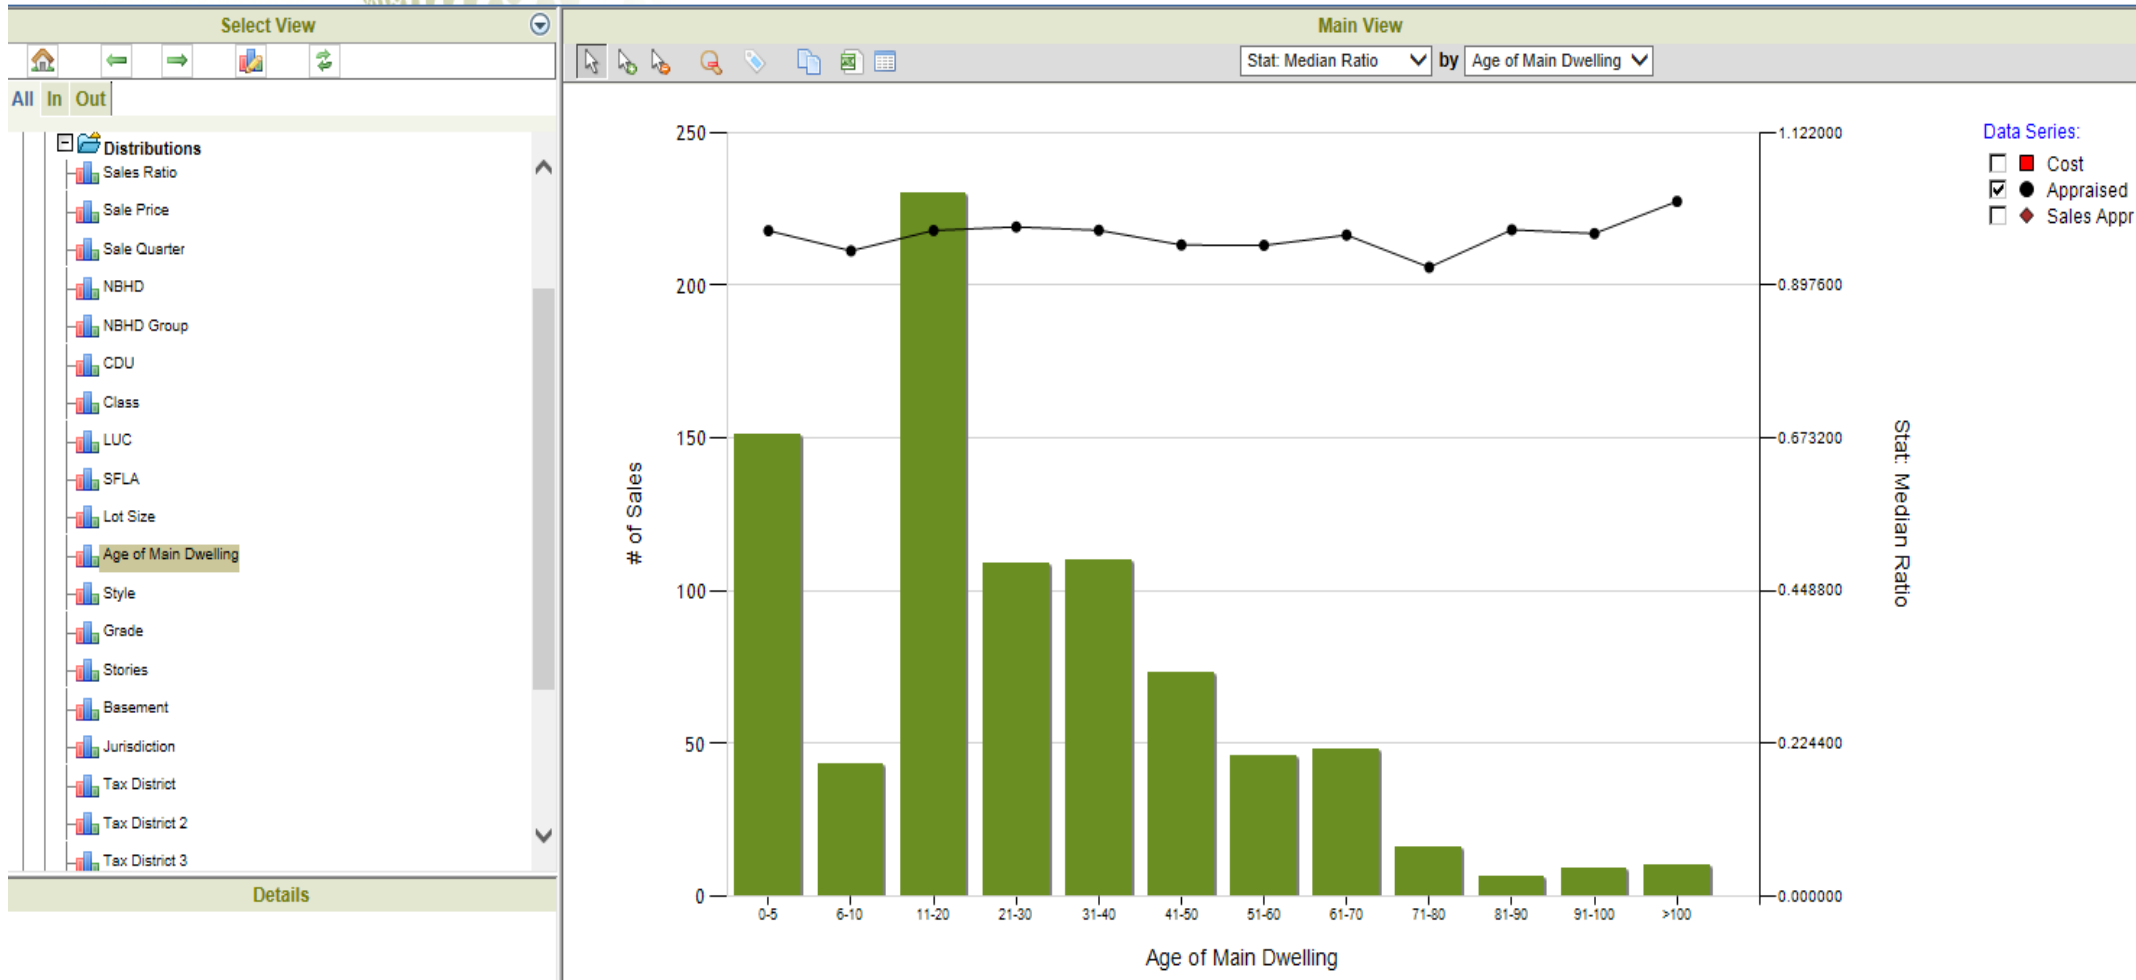 Select View
Main View
Stat: Median Ratio by Age of Main Dwelling
All In Out
Distributions
Sales Ratio
Sale Price
Sale Quarter
NBHD
NBHD Group
CDU
Class
LUC
SFLA
Lot Size
Age of Main Dwelling
Style
Grade
Stories
Basement
Jurisdiction
Tax District
Tax District 2
Tax District 3
Details
# of Sales
250
200
150
100
50
0
0-5 6-10 11-20 21-30 31-40 41-50 51-60 61-70 71-80 81-90 91-100 >100
Age of Main Dwelling
1.122000
0.897600
0.673200
0.448800
0.224400
0.000000
Stat: Median Ratio
Data Series:
Cost
Appraised
Sales Appr